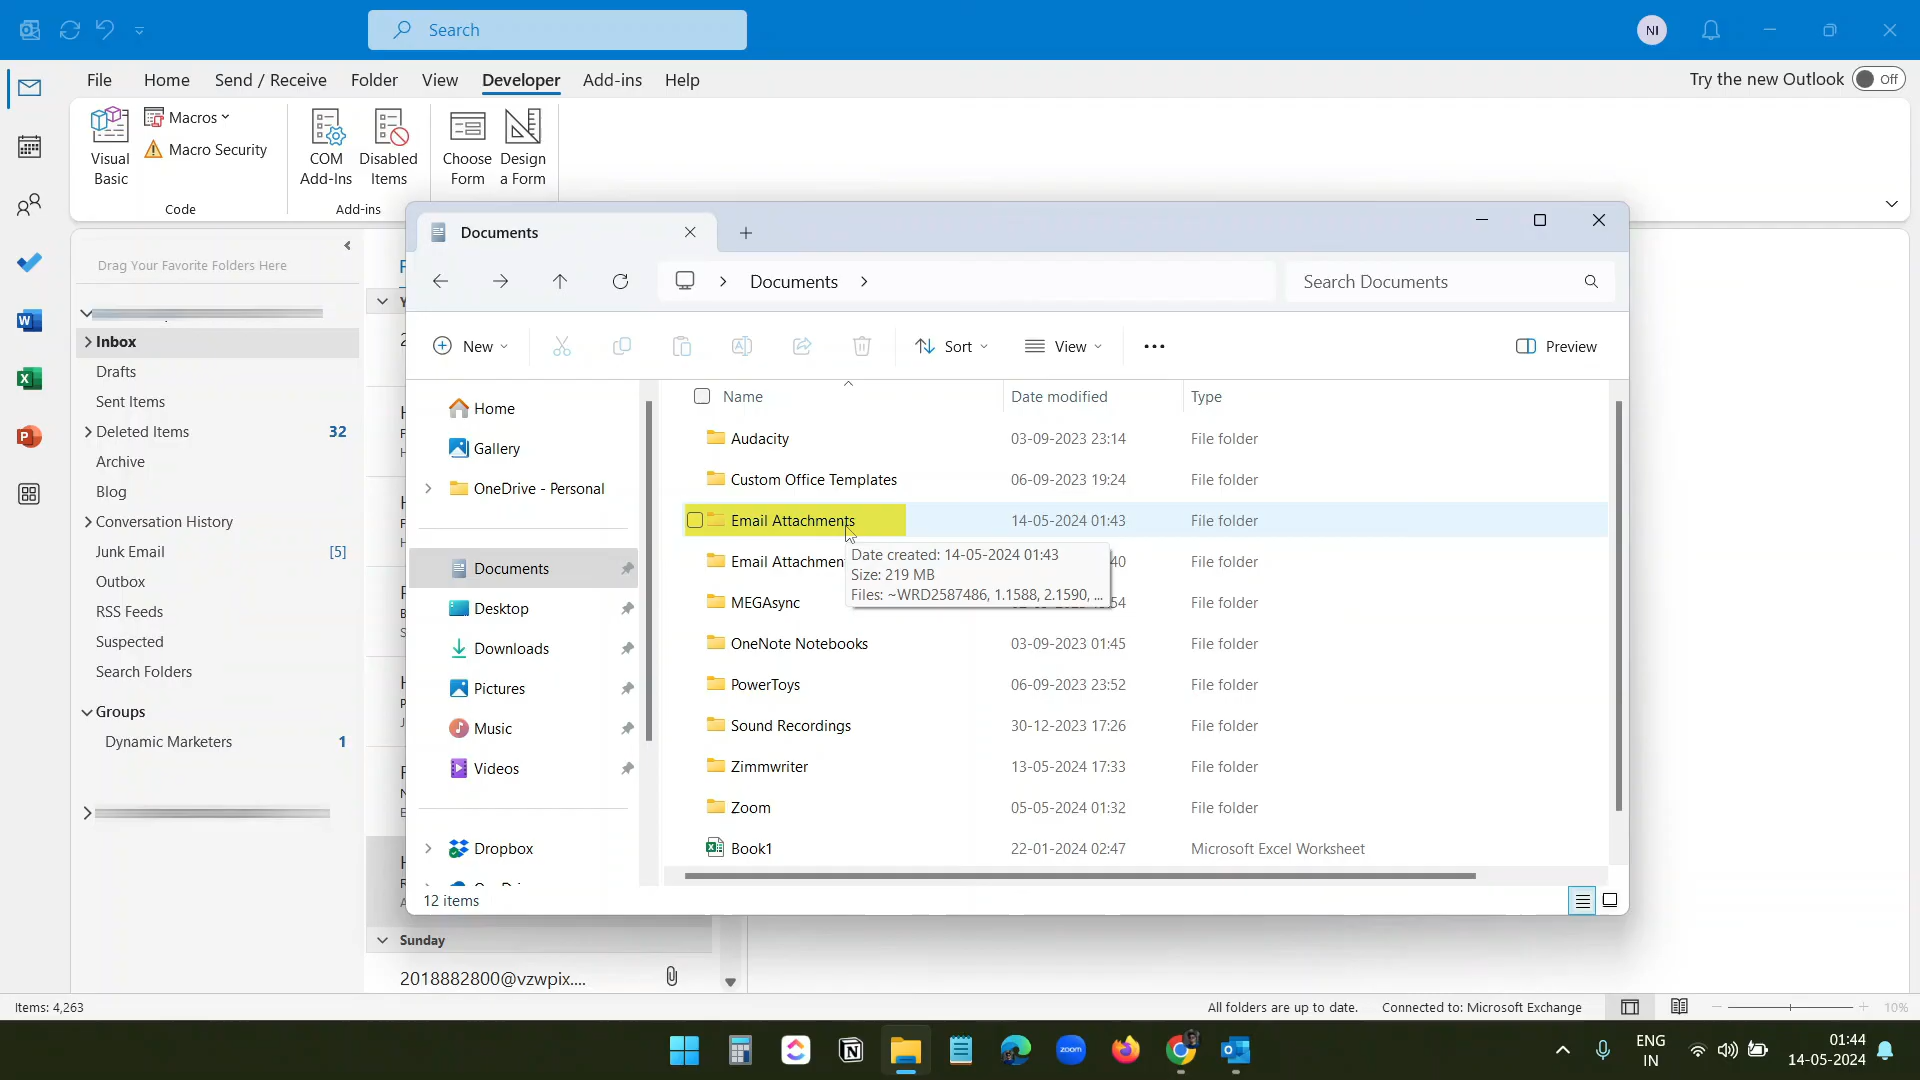 Search
NI
File Home Send / Receive Folder View Developer Add-ins Help
Try the new Outlook Off
Visual Basic
Macros
Macro Security
COM Add-Ins
Disabled Items
Choose Form
Design a Form
Code
Add-ins
Drag Your Favorite Folders Here
Inbox
Drafts
Sent Items
Deleted Items 32
Archive
Blog
Conversation History
Junk Email [5]
Outbox
RSS Feeds
Suspected
Search Folders
Groups
Dynamic Marketers 1
Documents
Documents
Search Documents
New
Sort
View
Preview
Home
Gallery
OneDrive - Personal
Documents
Desktop
Downloads
Pictures
Music
Videos
Dropbox
Name Date modified Type
Audacity 03-09-2023 23:14 File folder
Custom Office Templates 06-09-2023 19:24 File folder
Email Attachments 14-05-2024 01:43 File folder
Date created: 14-05-2024 01:43
Size: 219 MB
Files: ~WRD2587486, 1.1588, 2.1590, ...
Email Attachmen 40 File folder
MEGAsync 54 File folder
OneNote Notebooks 03-09-2023 01:45 File folder
PowerToys 06-09-2023 23:52 File folder
Sound Recordings 30-12-2023 17:26 File folder
Zimmwriter 13-05-2024 17:33 File folder
Zoom 05-05-2024 01:32 File folder
Book1 22-01-2024 02:47 Microsoft Excel Worksheet
12 items
Sunday
2018882800@vzwpix....
Items: 4,263
All folders are up to date. Connected to: Microsoft Exchange
10%
zoom
ENG
IN
01:44
14-05-2024